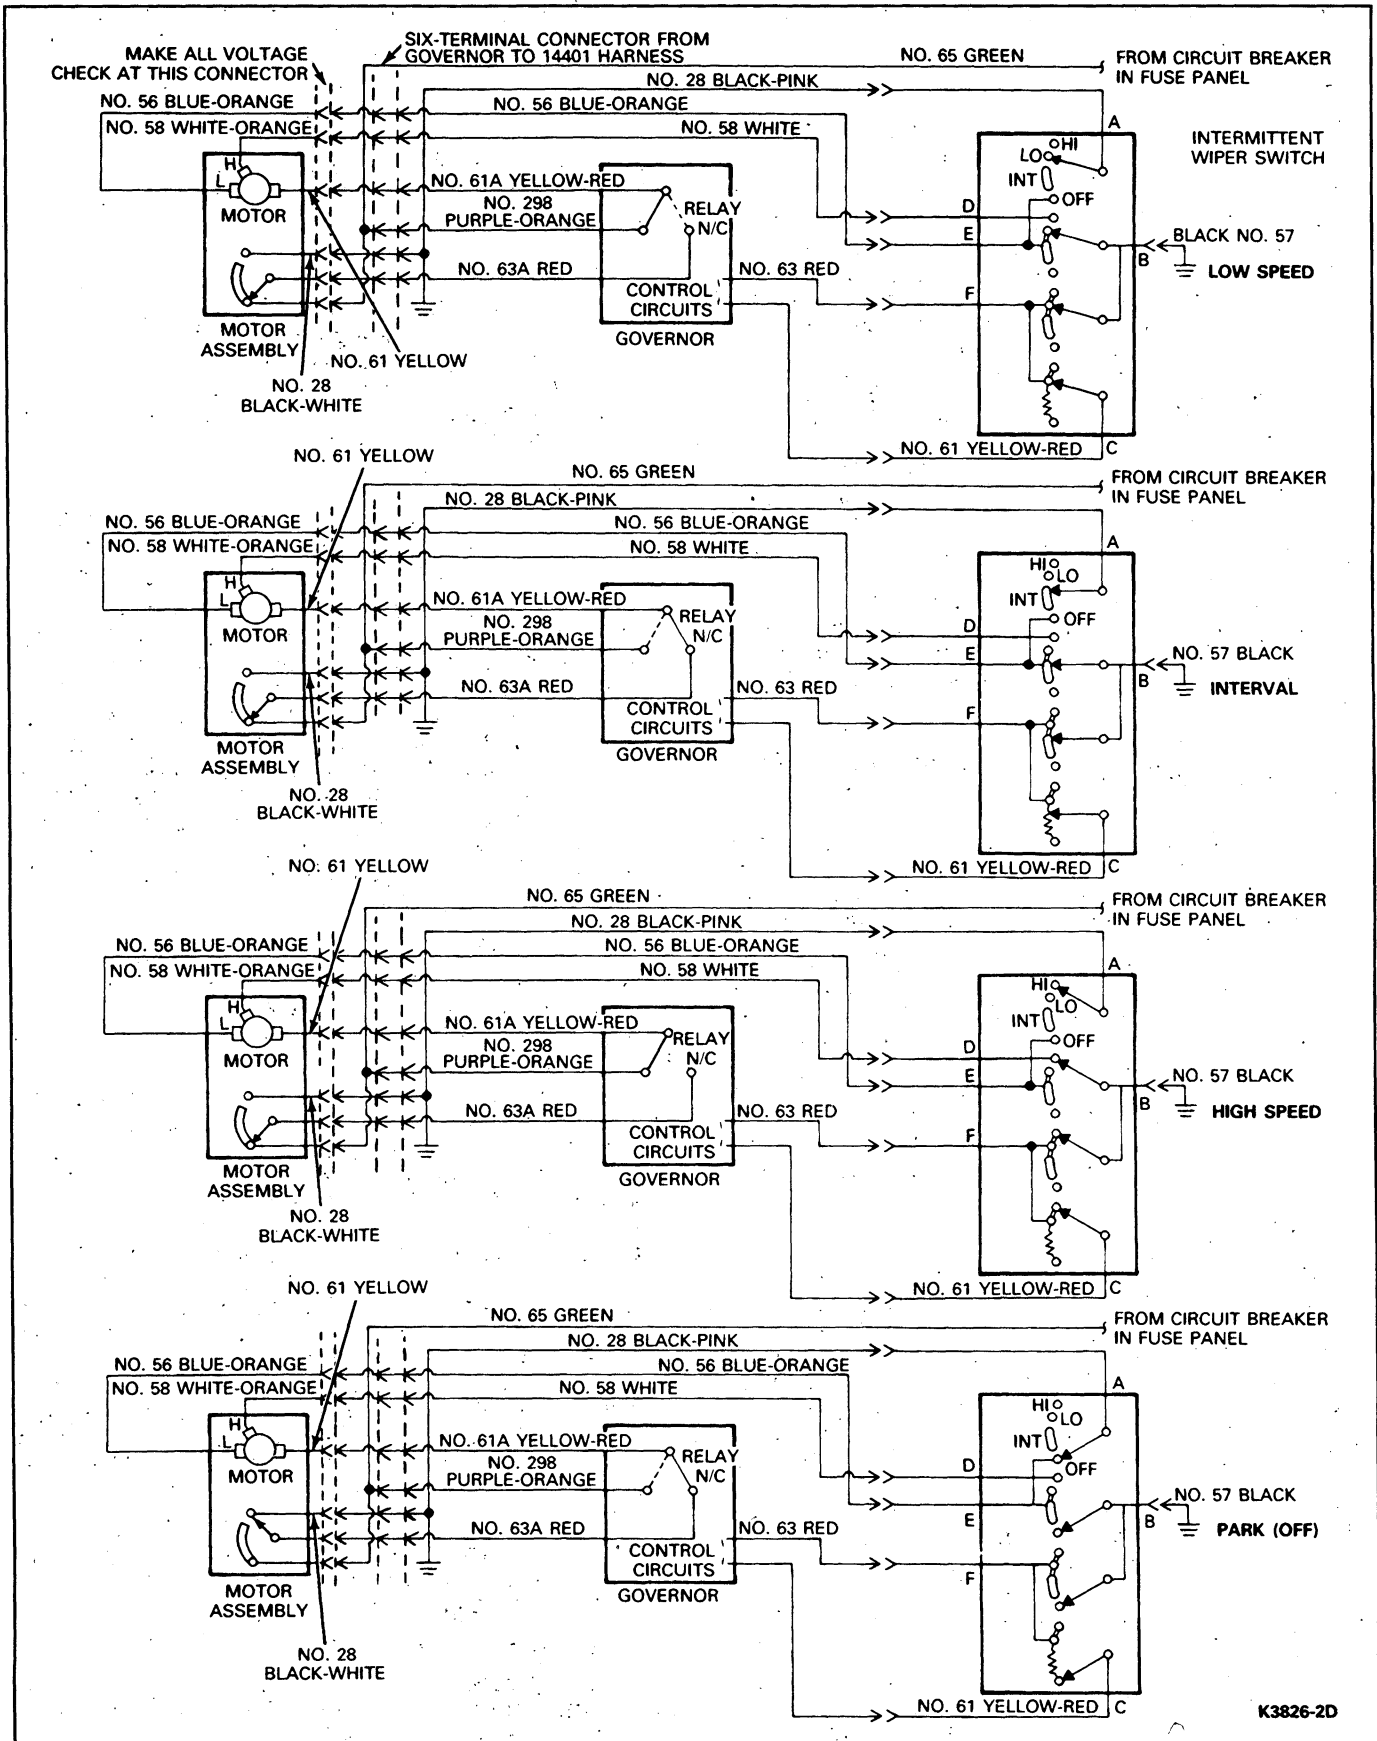 SIX-TERMINAL CONNECTOR FROM
GOVERNOR TO 14401 HARNESS
MAKE ALL VOLTAGE
CHECK AT THIS CONNECTOR
NO. 65 GREEN
FROM CIRCUIT BREAKER
IN FUSE PANEL
NO. 28 BLACK-PINK
NO. 56 BLUE-ORANGE
NO. 56 BLUE-ORANGE
NO. 58 WHITE-ORANGE
NO. 58 WHITE
A
INTERMITTENT
WIPER SWITCH
HI
LO
INT
OFF
H
L
MOTOR
NO. 61A YELLOW-RED
NO. 298
PURPLE-ORANGE
RELAY
N/C
D
E
BLACK NO. 57
B
LOW SPEED
NO. 63A RED
NO. 63 RED
F
CONTROL
CIRCUITS
GOVERNOR
MOTOR
ASSEMBLY
NO. 61 YELLOW
NO. 28
BLACK-WHITE
NO. 61 YELLOW-RED
C
NO. 61 YELLOW
NO. 65 GREEN
FROM CIRCUIT BREAKER
IN FUSE PANEL
NO. 28 BLACK-PINK
NO. 56 BLUE-ORANGE
NO. 56 BLUE-ORANGE
NO. 58 WHITE-ORANGE
NO. 58 WHITE
A
HI
LO
INT
OFF
H
L
MOTOR
NO. 61A YELLOW-RED
NO. 298
PURPLE-ORANGE
RELAY
N/C
D
E
NO. 57 BLACK
B
INTERVAL
NO. 63A RED
NO. 63 RED
F
CONTROL
CIRCUITS
GOVERNOR
MOTOR
ASSEMBLY
NO. 28
BLACK-WHITE
NO. 61 YELLOW-RED
C
NO. 61 YELLOW
NO. 65 GREEN
FROM CIRCUIT BREAKER
IN FUSE PANEL
NO. 28 BLACK-PINK
NO. 56 BLUE-ORANGE
NO. 56 BLUE-ORANGE
NO. 58 WHITE-ORANGE
NO. 58 WHITE
A
HI
LO
INT
OFF
H
L
MOTOR
NO. 61A YELLOW-RED
NO. 298
PURPLE-ORANGE
RELAY
N/C
D
E
NO. 57 BLACK
B
HIGH SPEED
NO. 63A RED
NO. 63 RED
F
CONTROL
CIRCUITS
GOVERNOR
MOTOR
ASSEMBLY
NO. 28
BLACK-WHITE
NO. 61 YELLOW-RED
C
NO. 61 YELLOW
NO. 65 GREEN
FROM CIRCUIT BREAKER
IN FUSE PANEL
NO. 28 BLACK-PINK
NO. 56 BLUE-ORANGE
NO. 56 BLUE-ORANGE
NO. 58 WHITE-ORANGE
NO. 58 WHITE
A
HI
LO
INT
OFF
H
L
MOTOR
NO. 61A YELLOW-RED
NO. 298
PURPLE-ORANGE
RELAY
N/C
D
E
NO. 57 BLACK
B
PARK (OFF)
NO. 63A RED
NO. 63 RED
F
CONTROL
CIRCUITS
GOVERNOR
MOTOR
ASSEMBLY
NO. 28
BLACK-WHITE
NO. 61 YELLOW-RED
C
K3826-2D